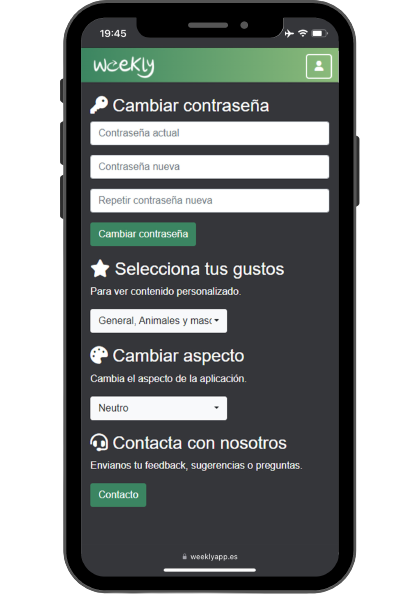 19:45
weekly
Cambiar contraseña
Contraseña actual
Contraseña nueva
Repetir contraseña nueva
Cambiar contraseña
Selecciona tus gustos
Para ver contenido personalizado.
General, Animales y masc
Cambiar aspecto
Cambia el aspecto de la aplicación.
Neutro
Contacta con nosotros
Envianos tu feedback, sugerencias o preguntas.
Contacto
weeklyapp.es